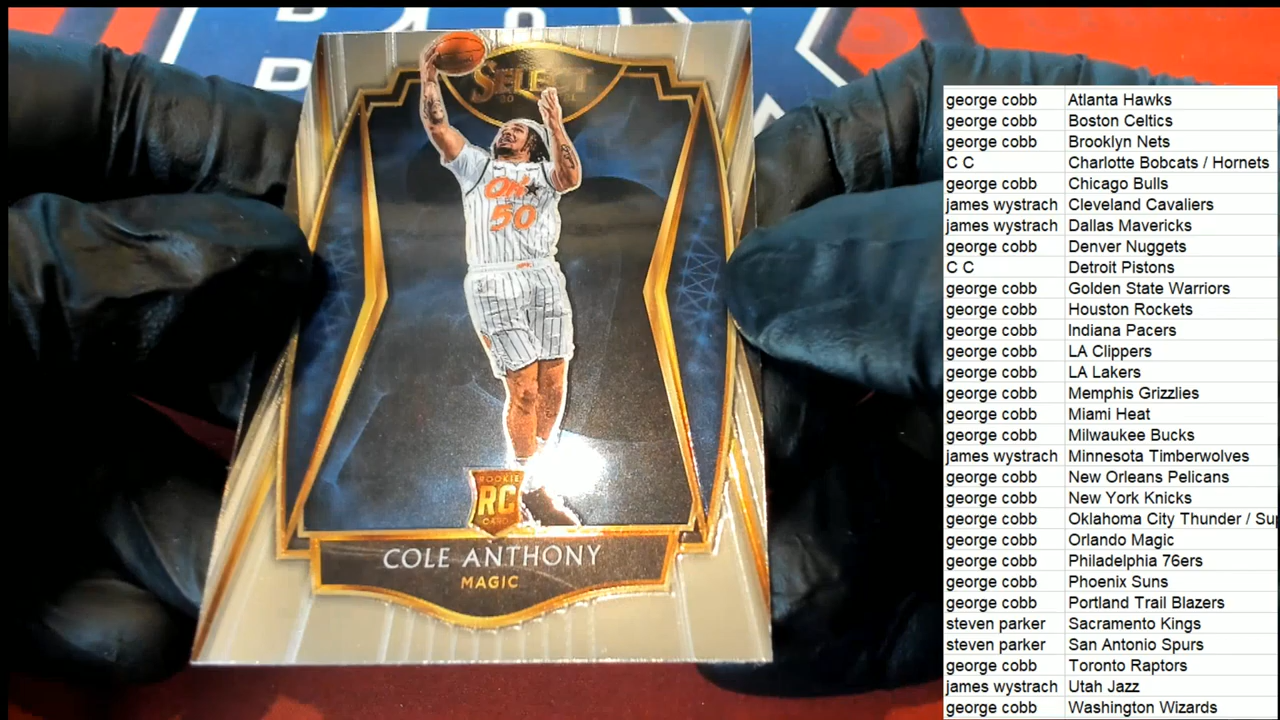 SELECT
20 21
OR
50
ROOKIE
RC
CARD
COLE ANTHONY
MAGIC
george cobb Atlanta Hawks
george cobb Boston Celtics
george cobb Brooklyn Nets
C C Charlotte Bobcats / Hornets
george cobb Chicago Bulls
james wystrach Cleveland Cavaliers
james wystrach Dallas Mavericks
george cobb Denver Nuggets
C C Detroit Pistons
george cobb Golden State Warriors
george cobb Houston Rockets
george cobb Indiana Pacers
george cobb LA Clippers
george cobb LA Lakers
george cobb Memphis Grizzlies
george cobb Miami Heat
george cobb Milwaukee Bucks
james wystrach Minnesota Timberwolves
george cobb New Orleans Pelicans
george cobb New York Knicks
george cobb Oklahoma City Thunder / Su
george cobb Orlando Magic
george cobb Philadelphia 76ers
george cobb Phoenix Suns
george cobb Portland Trail Blazers
steven parker Sacramento Kings
steven parker San Antonio Spurs
george cobb Toronto Raptors
james wystrach Utah Jazz
george cobb Washington Wizards